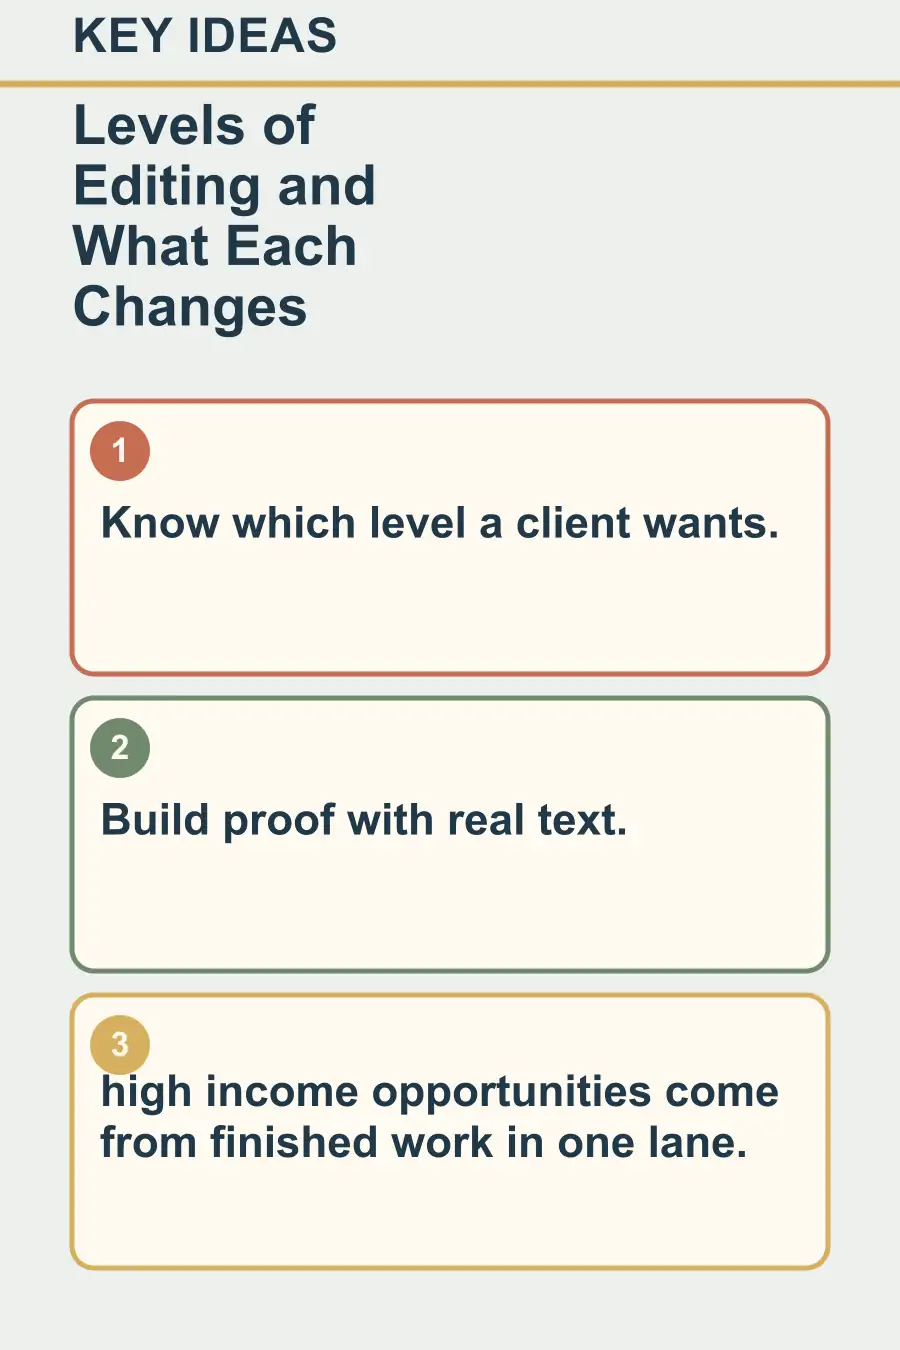 KEY IDEAS
Levels of
Editing and
What Each
Changes
1
Know which level a client wants.
2
Build proof with real text.
3
high income opportunities come
from finished work in one lane.